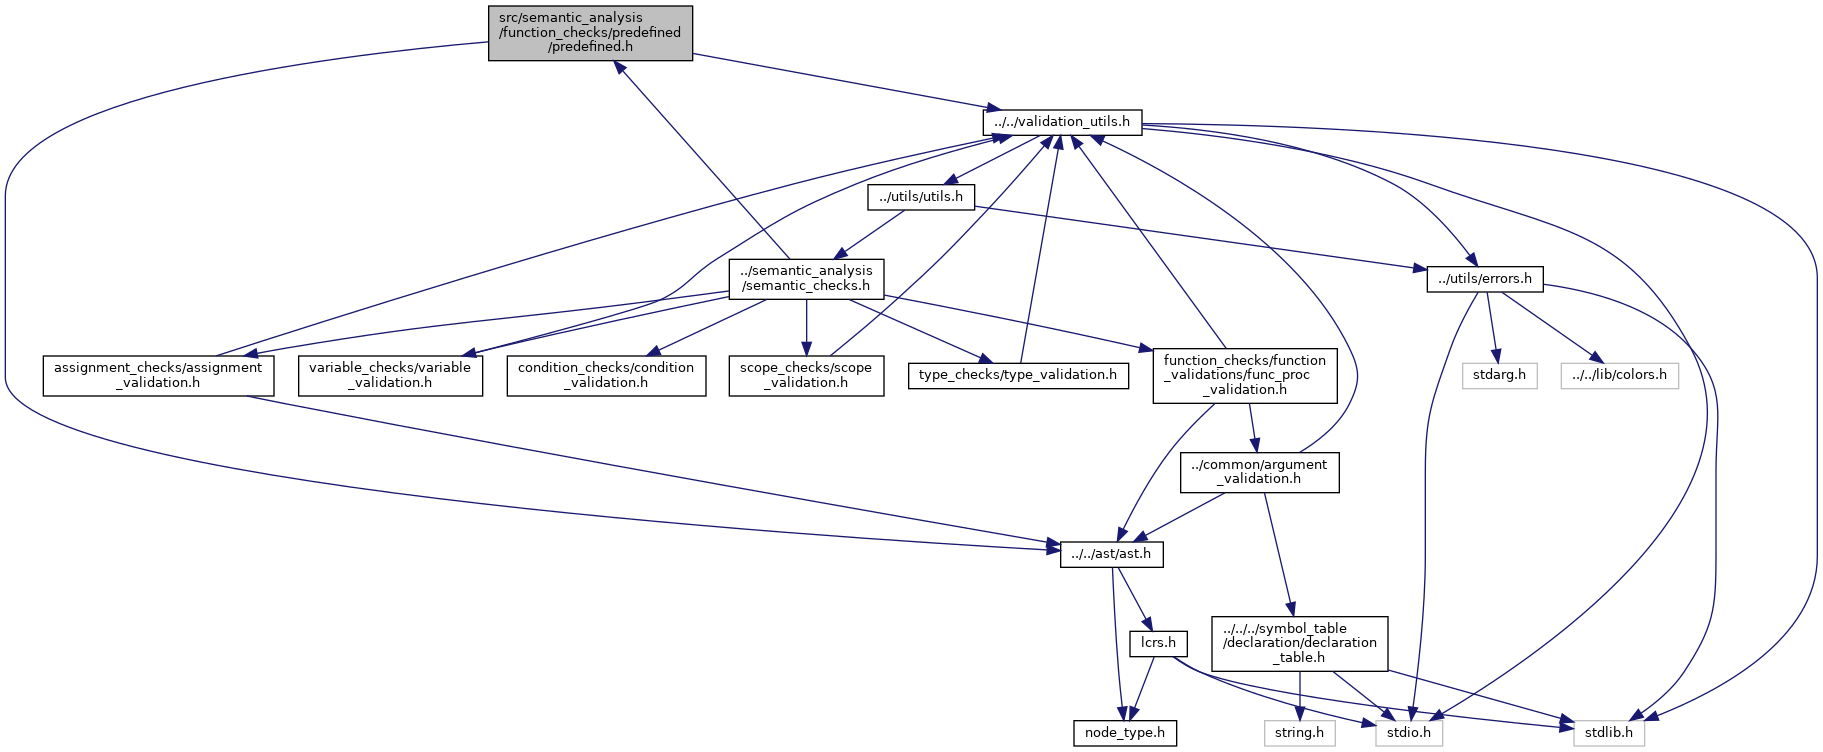 src/semantic_analysis
/function_checks/predefined
/predefined.h
../../validation_utils.h
../utils/utils.h
../semantic_analysis
/semantic_checks.h
../utils/errors.h
assignment_checks/assignment
_validation.h
variable_checks/variable
_validation.h
condition_checks/condition
_validation.h
scope_checks/scope
_validation.h
type_checks/type_validation.h
function_checks/function
_validations/func_proc
_validation.h
stdarg.h
../../lib/colors.h
../common/argument
_validation.h
../../ast/ast.h
lcrs.h
../../../symbol_table
/declaration/declaration
_table.h
node_type.h
string.h
stdio.h
stdlib.h